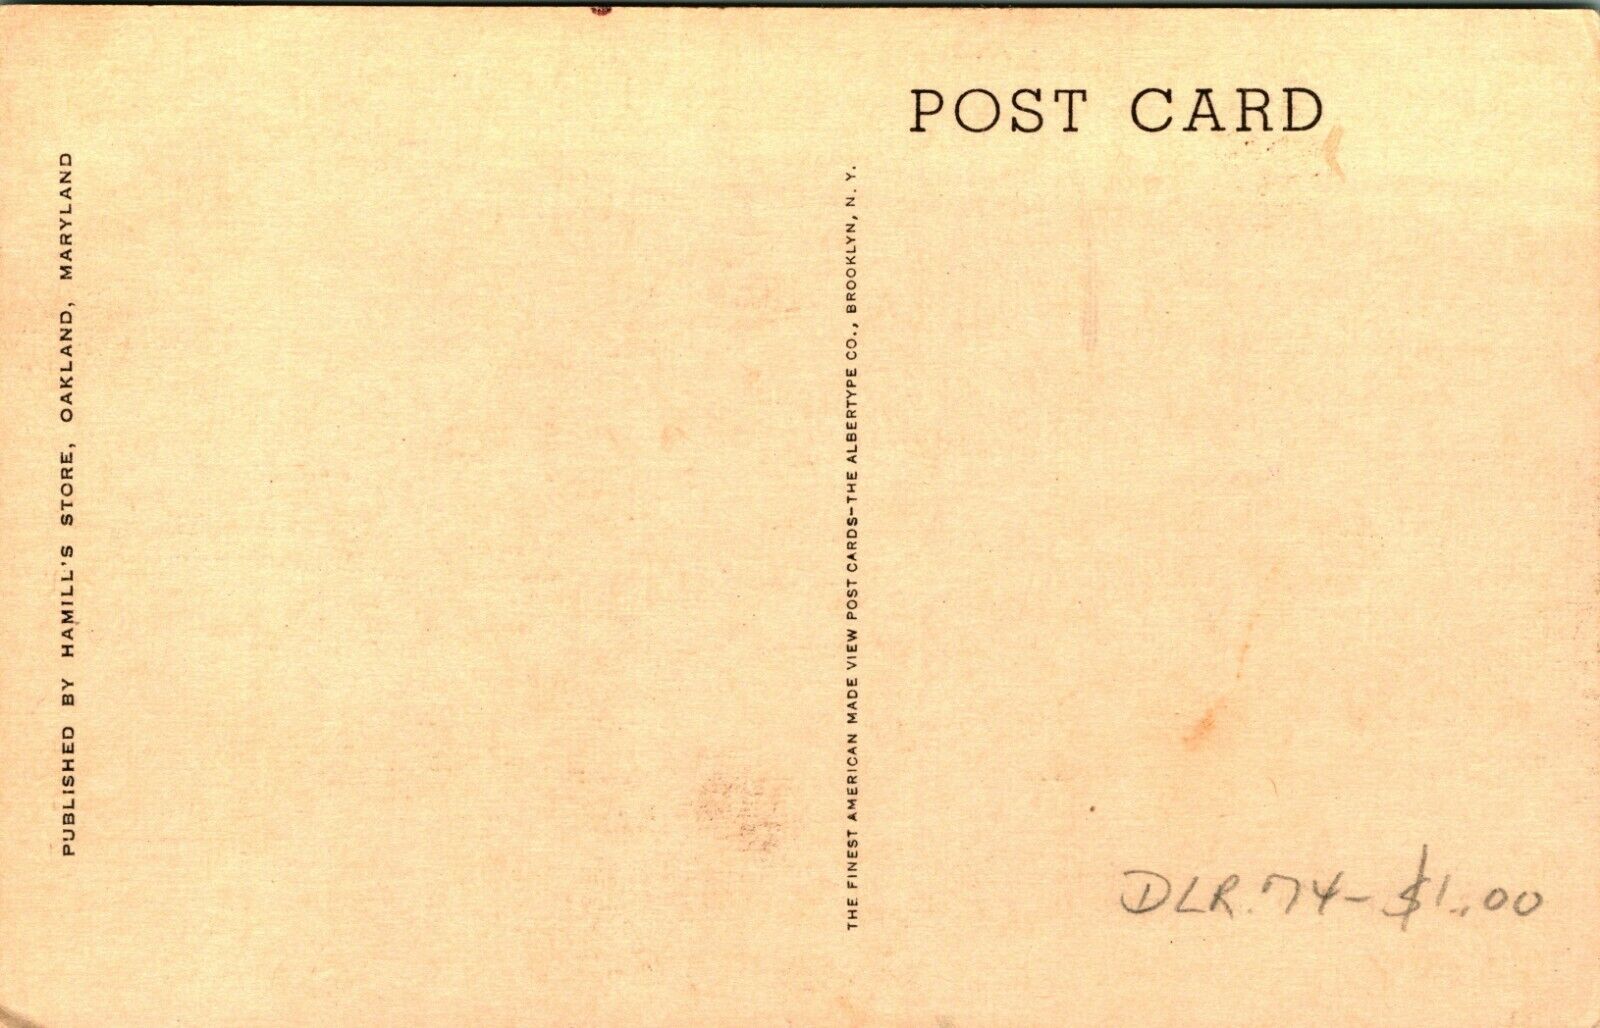 POST CARD
PUBLISHED BY HAMILL'S STORE, OAKLAND, MARYLAND
THE FINEST AMERICAN MADE VIEW POST CARDS—THE ALBERTYPE CO., BROOKLYN, N. Y.
DLR. '74 - $1.00